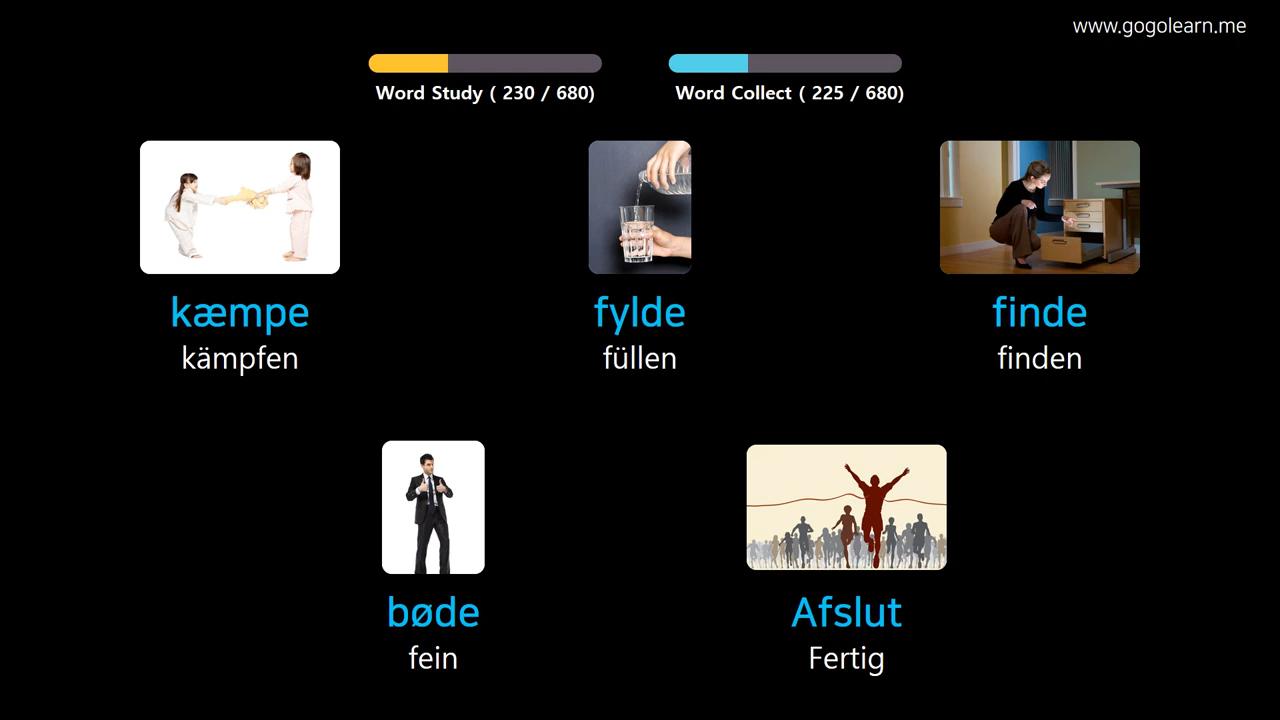 www.gogolearn.me
Word Study ( 230 / 680)
Word Collect ( 225 / 680)
kæmpe
kämpfen
fylde
füllen
finde
finden
bøde
fein
Afslut
Fertig